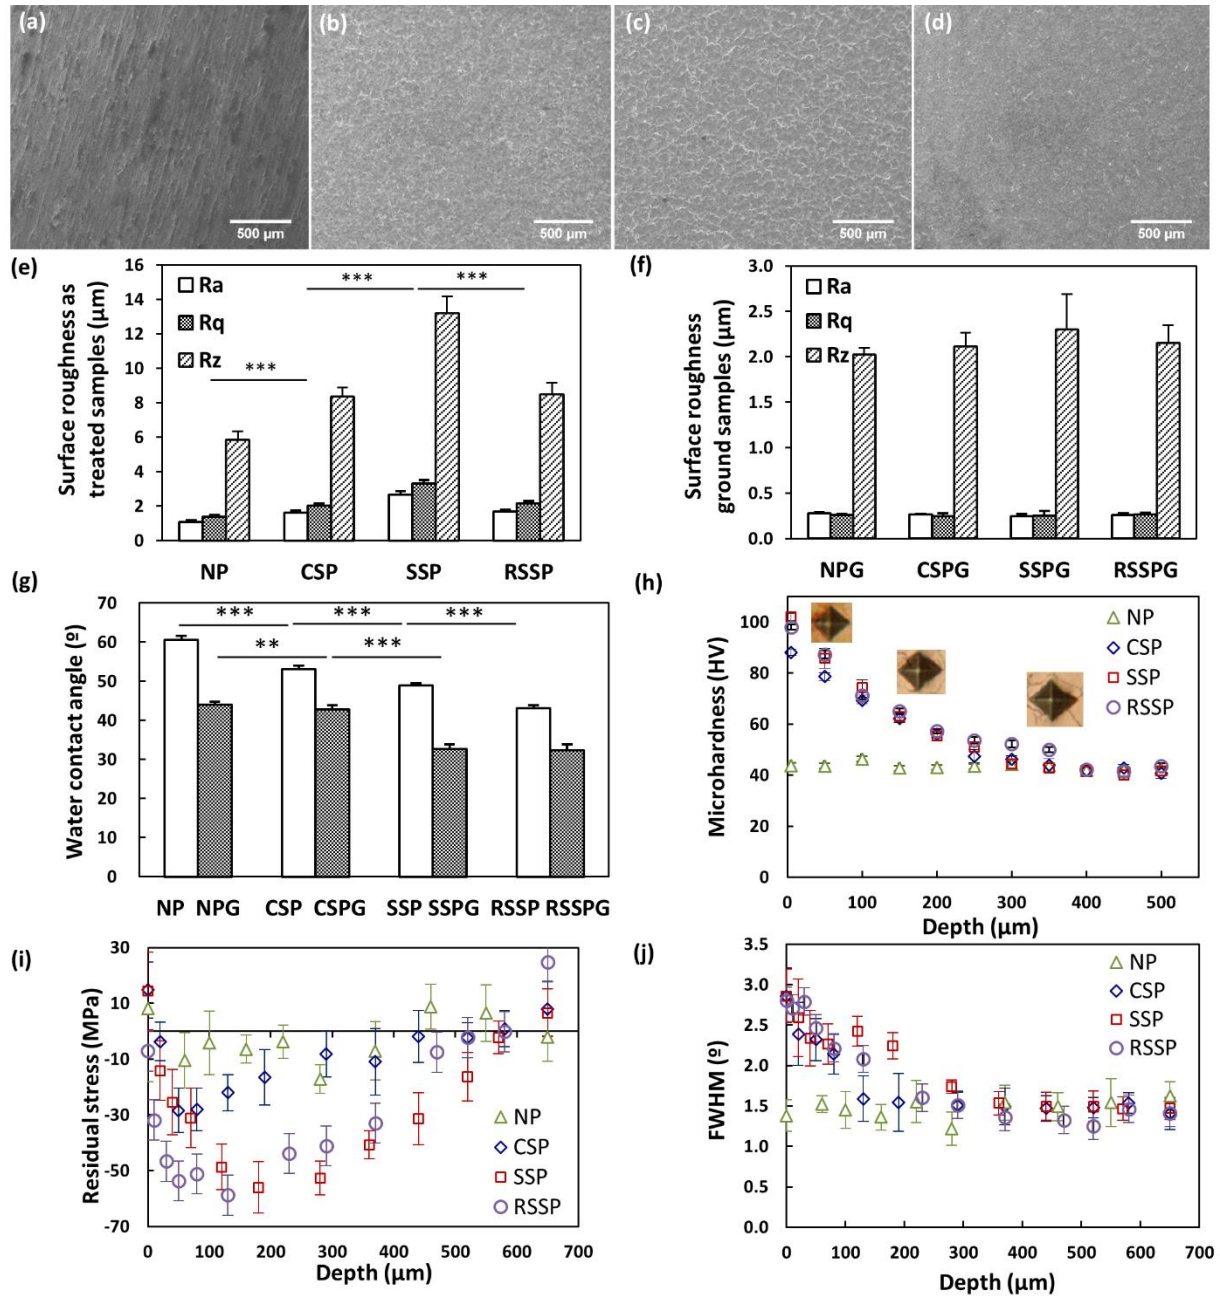 (a)
(b)
(c)
(d)
500 µm
500 µm
500 µm
500 µm
(e)
Surface roughness as
treated samples (µm)
16
14
12
10
8
6
4
2
0
Ra
Rq
Rz
***
***
***
NP CSP SSP RSSP
(f)
Surface roughness
ground samples (µm)
3.0
2.5
2.0
1.5
1.0
0.5
0.0
Ra
Rq
Rz
NPG CSPG SSPG RSSPG
(g)
Water contact angle (º)
70
60
50
40
30
20
10
0
*** *** ***
** ***
NP NPG CSP CSPG SSP SSPG RSSP RSSPG
(h)
Microhardness (HV)
100
80
60
40
20
0
NP
CSP
SSP
RSSP
0 100 200 300 400 500
Depth (µm)
(i)
Residual stress (MPa)
30
10
-10
-30
-50
-70
NP
CSP
SSP
RSSP
0 100 200 300 400 500 600 700
Depth (µm)
(j)
FWHM (º)
3.5
3.0
2.5
2.0
1.5
1.0
0.5
0.0
NP
CSP
SSP
RSSP
0 100 200 300 400 500 600 700
Depth (µm)